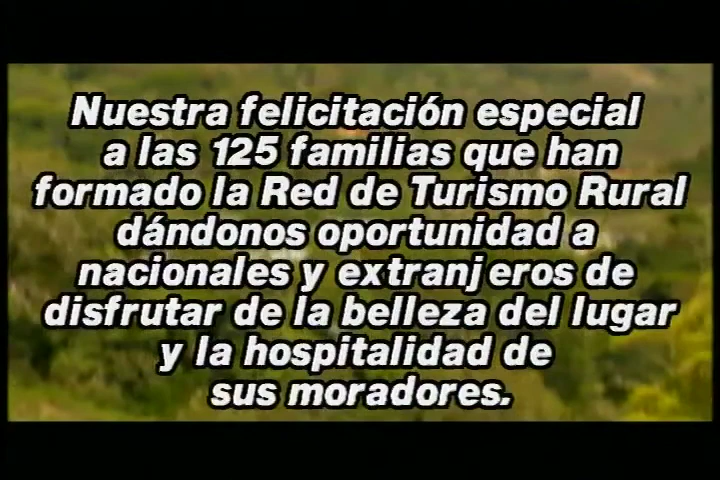 Nuestra felicitación especial
a las 125 familias que han
formado la Red de Turismo Rural
dándonos oportunidad a
nacionales y extranjeros de
disfrutar de la belleza del lugar
y la hospitalidad de
sus moradores.